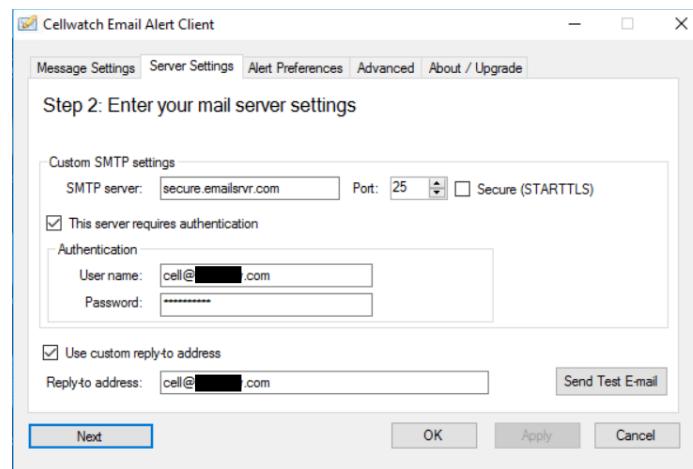 Cellwatch Email Alert Client
Message Settings Server Settings Alert Preferences Advanced About / Upgrade
Step 2: Enter your mail server settings
Custom SMTP settings
SMTP server: secure.emailsrvr.com Port: 25 Secure (STARTTLS)
This server requires authentication
Authentication
User name: cell@ .com
Password: **********
Use custom reply-to address
Reply-to address: cell@ .com Send Test E-mail
Next OK Apply Cancel